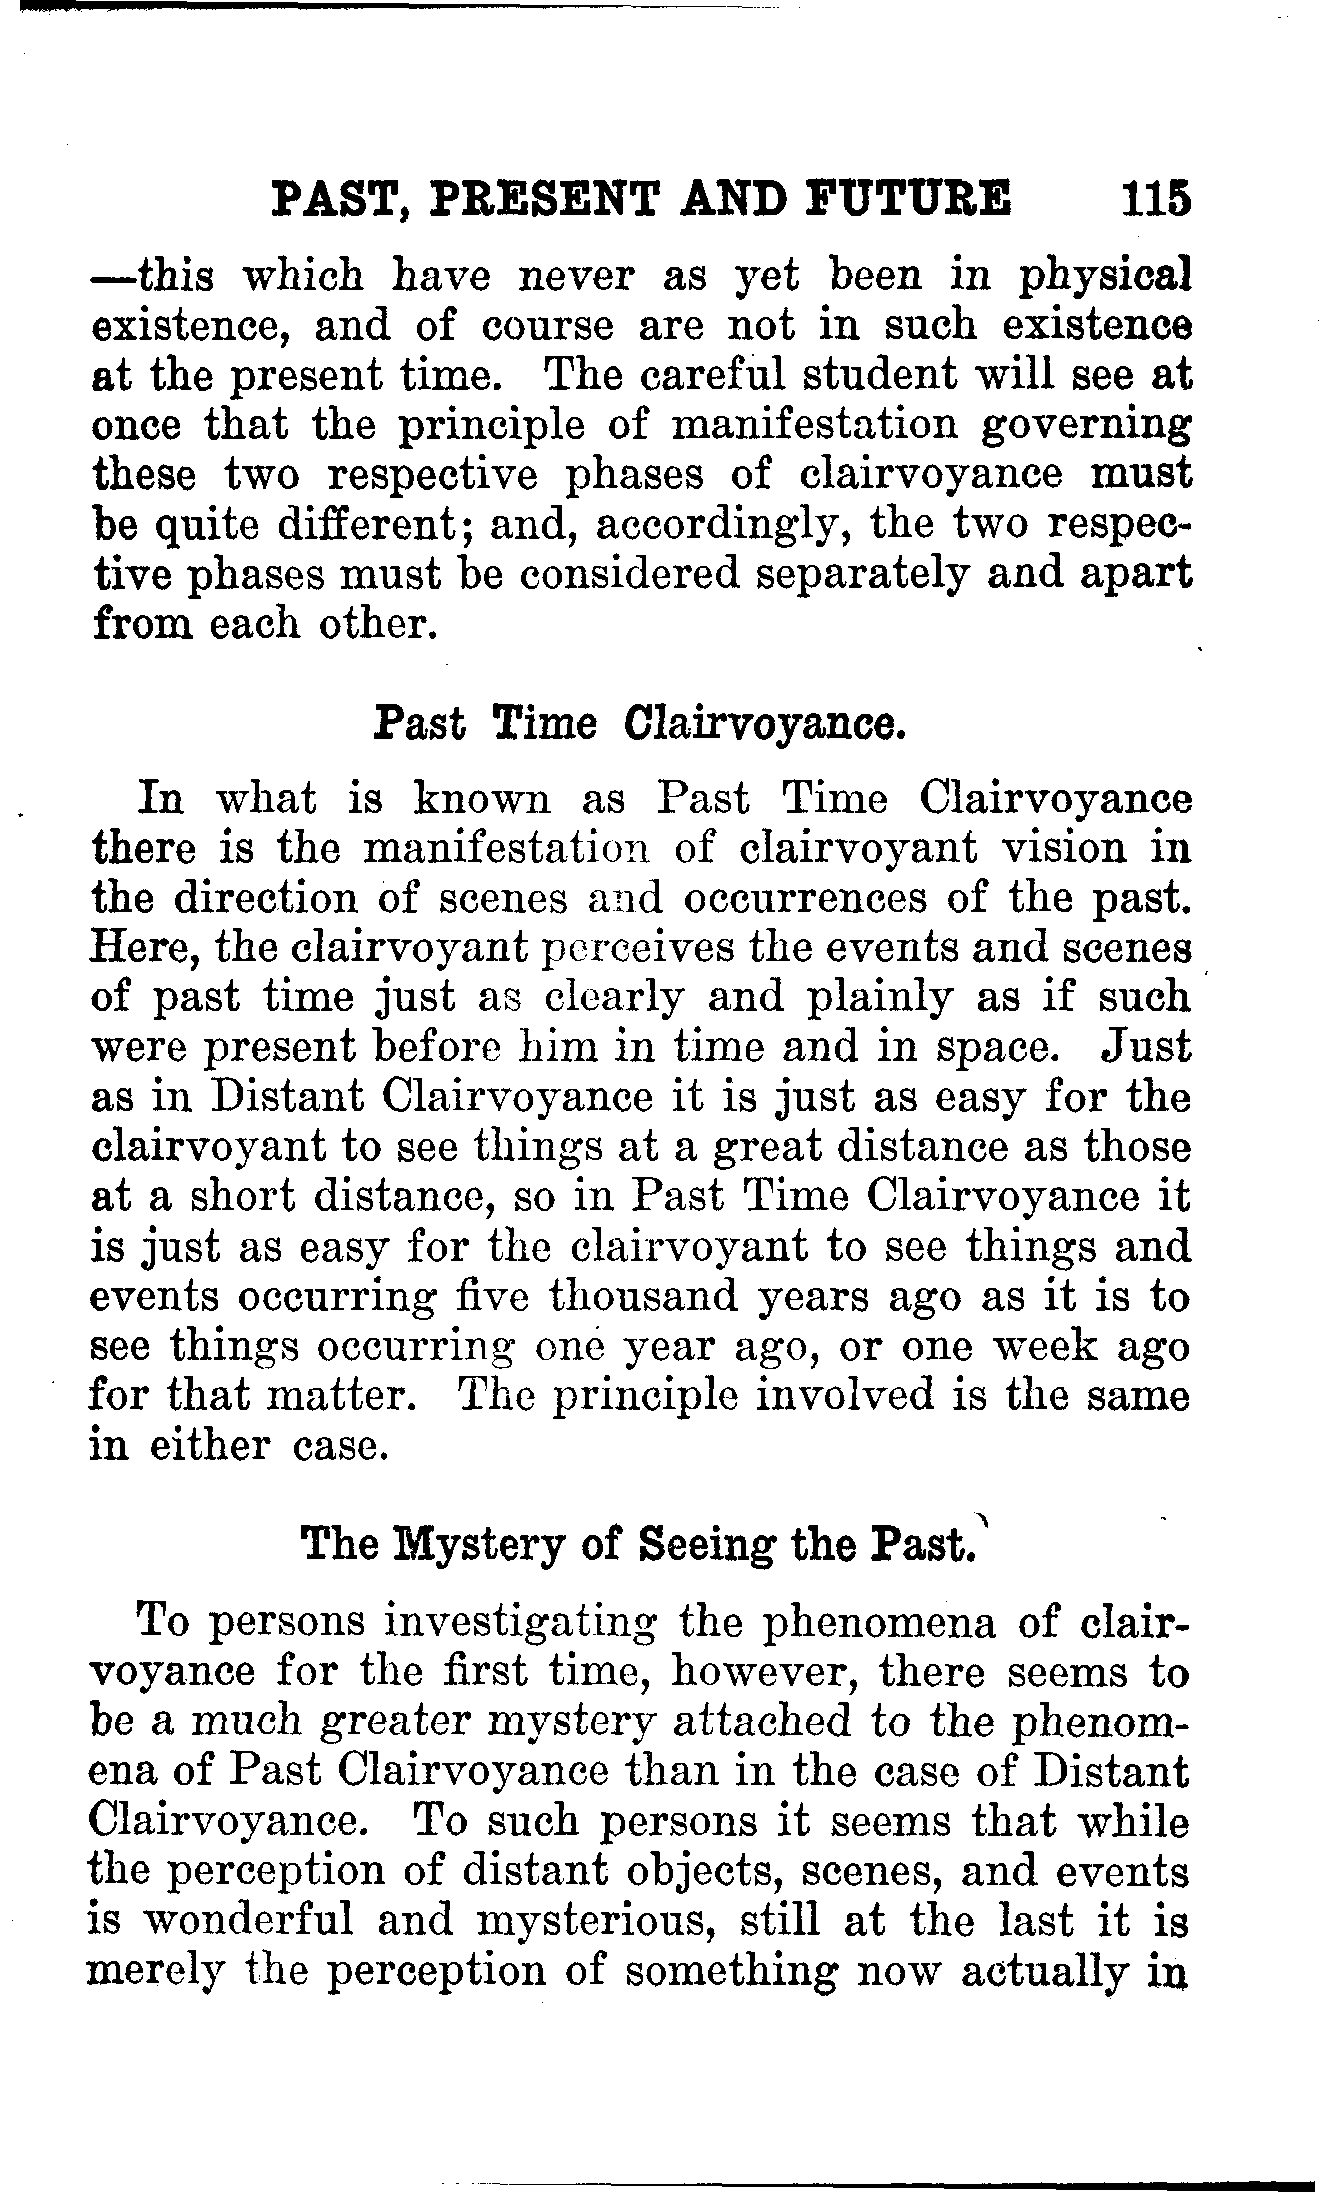 PAST, PRESENT AND FUTURE 115
—this which have never as yet been in physical
existence, and of course are not in such existence
at the present time. The careful student will see at
once that the principle of manifestation governing
these two respective phases of clairvoyance must
be quite different; and, accordingly, the two respec-
tive phases must be considered separately and apart
from each other.
Past Time Clairvoyance.
In what is known as Past Time Clairvoyance
there is the manifestation of clairvoyant vision in
the direction of scenes and occurrences of the past.
Here, the clairvoyant perceives the events and scenes
of past time just as clearly and plainly as if such
were present before him in time and in space. Just
as in Distant Clairvoyance it is just as easy for the
clairvoyant to see things at a great distance as those
at a short distance, so in Past Time Clairvoyance it
is just as easy for the clairvoyant to see things and
events occurring five thousand years ago as it is to
see things occurring one year ago, or one week ago
for that matter. The principle involved is the same
in either case.
The Mystery of Seeing the Past.
To persons investigating the phenomena of clair-
voyance for the first time, however, there seems to
be a much greater mystery attached to the phenom-
ena of Past Clairvoyance than in the case of Distant
Clairvoyance. To such persons it seems that while
the perception of distant objects, scenes, and events
is wonderful and mysterious, still at the last it is
merely the perception of something now actually in